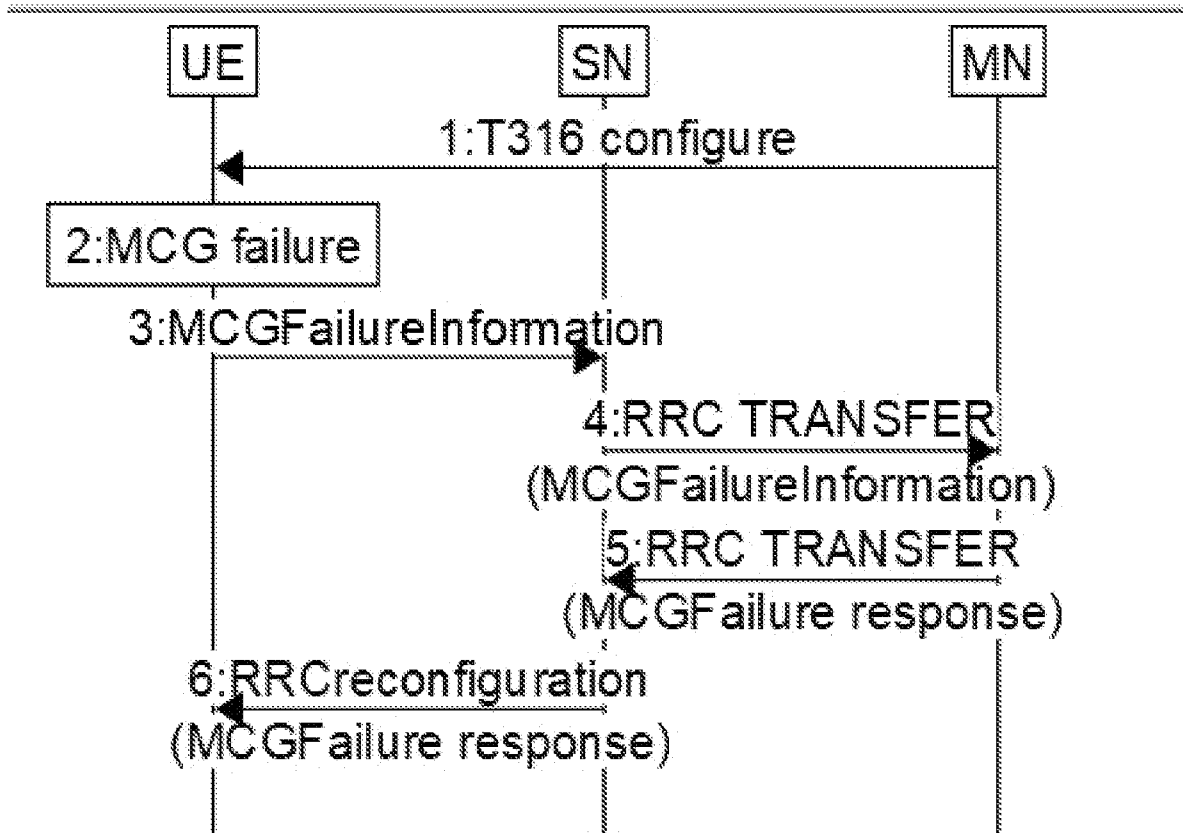 UE
SN
MN
1:T316 configure
2:MCG failure
3:MCGFailureInformation
4:RRC TRANSFER
(MCGFailureInformation)
5:RRC TRANSFER
(MCGFailure response)
6:RRCreconfiguration
(MCGFailure response)